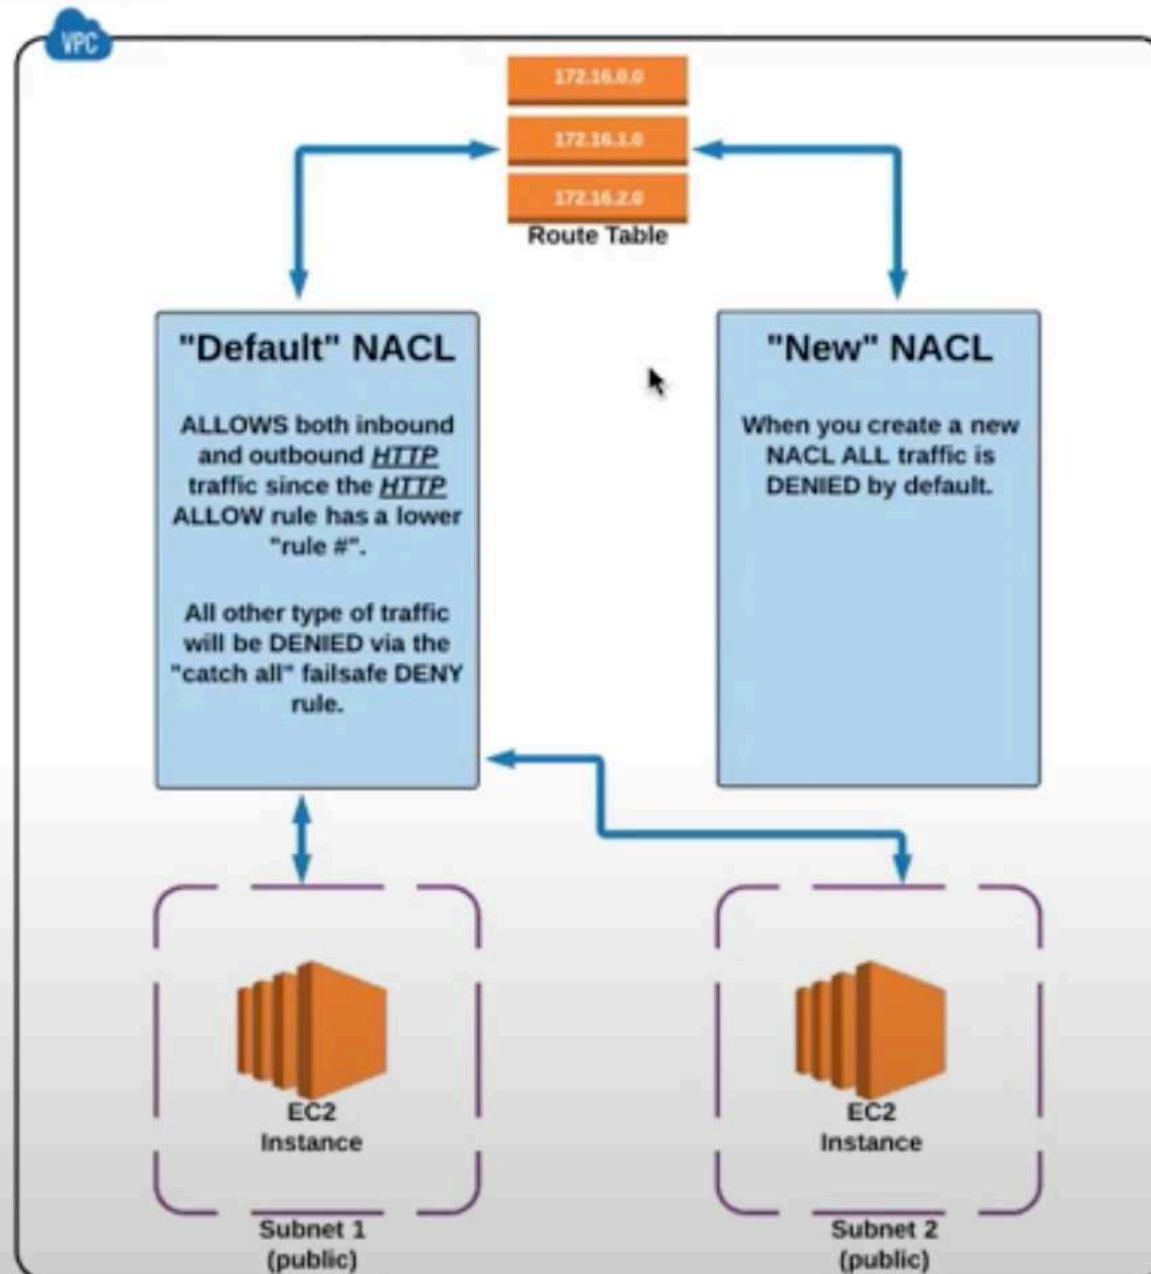 VPC
172.16.0.0
172.16.1.0
172.16.2.0
Route Table
"Default" NACL
ALLOWS both inbound
and outbound HTTP
traffic since the HTTP
ALLOW rule has a lower
"rule #".
All other type of traffic
will be DENIED via the
"catch all" failsafe DENY
rule.
"New" NACL
When you create a new
NACL ALL traffic is
DENIED by default.
EC2
Instance
Subnet 1
(public)
EC2
Instance
Subnet 2
(public)